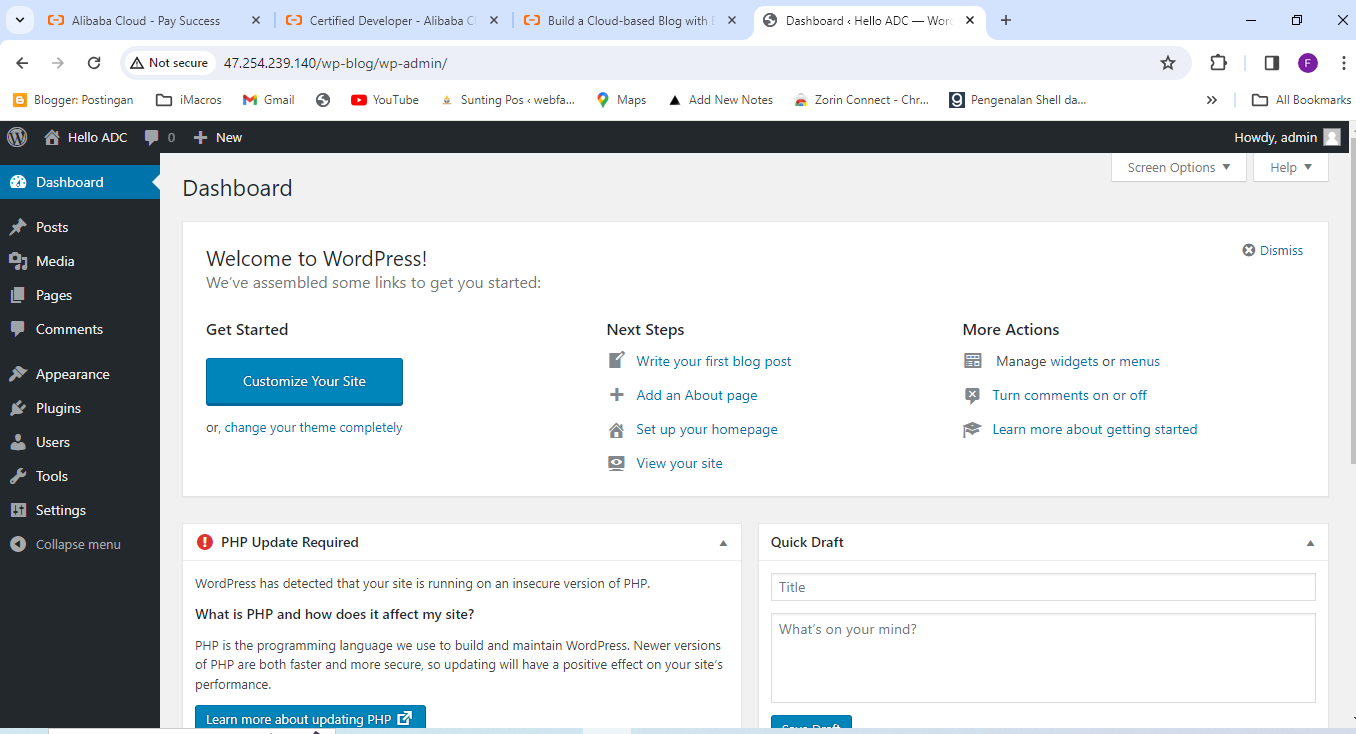 Alibaba Cloud - Pay Success
Certified Developer - Alibaba Cl
Build a Cloud-based Blog with E
Dashboard ‹ Hello ADC — Word
Not secure
47.254.239.140/wp-blog/wp-admin/
F
Blogger: Postingan
iMacros
Gmail
YouTube
Sunting Pos ‹ webfa...
Maps
Add New Notes
Zorin Connect - Chr...
Pengenalan Shell da...
All Bookmarks
Hello ADC
0
New
Howdy, admin
Dashboard
Posts
Media
Pages
Comments
Appearance
Plugins
Users
Tools
Settings
Collapse menu
Screen Options
Help
Dashboard
Welcome to WordPress!
We've assembled some links to get you started:
Dismiss
Get Started
Customize Your Site
or, change your theme completely
Next Steps
Write your first blog post
Add an About page
Set up your homepage
View your site
More Actions
Manage widgets or menus
Turn comments on or off
Learn more about getting started
PHP Update Required
WordPress has detected that your site is running on an insecure version of PHP.
What is PHP and how does it affect my site?
PHP is the programming language we use to build and maintain WordPress. Newer versions
of PHP are both faster and more secure, so updating will have a positive effect on your site's
performance.
Learn more about updating PHP
Quick Draft
Title
What's on your mind?
Save Draft